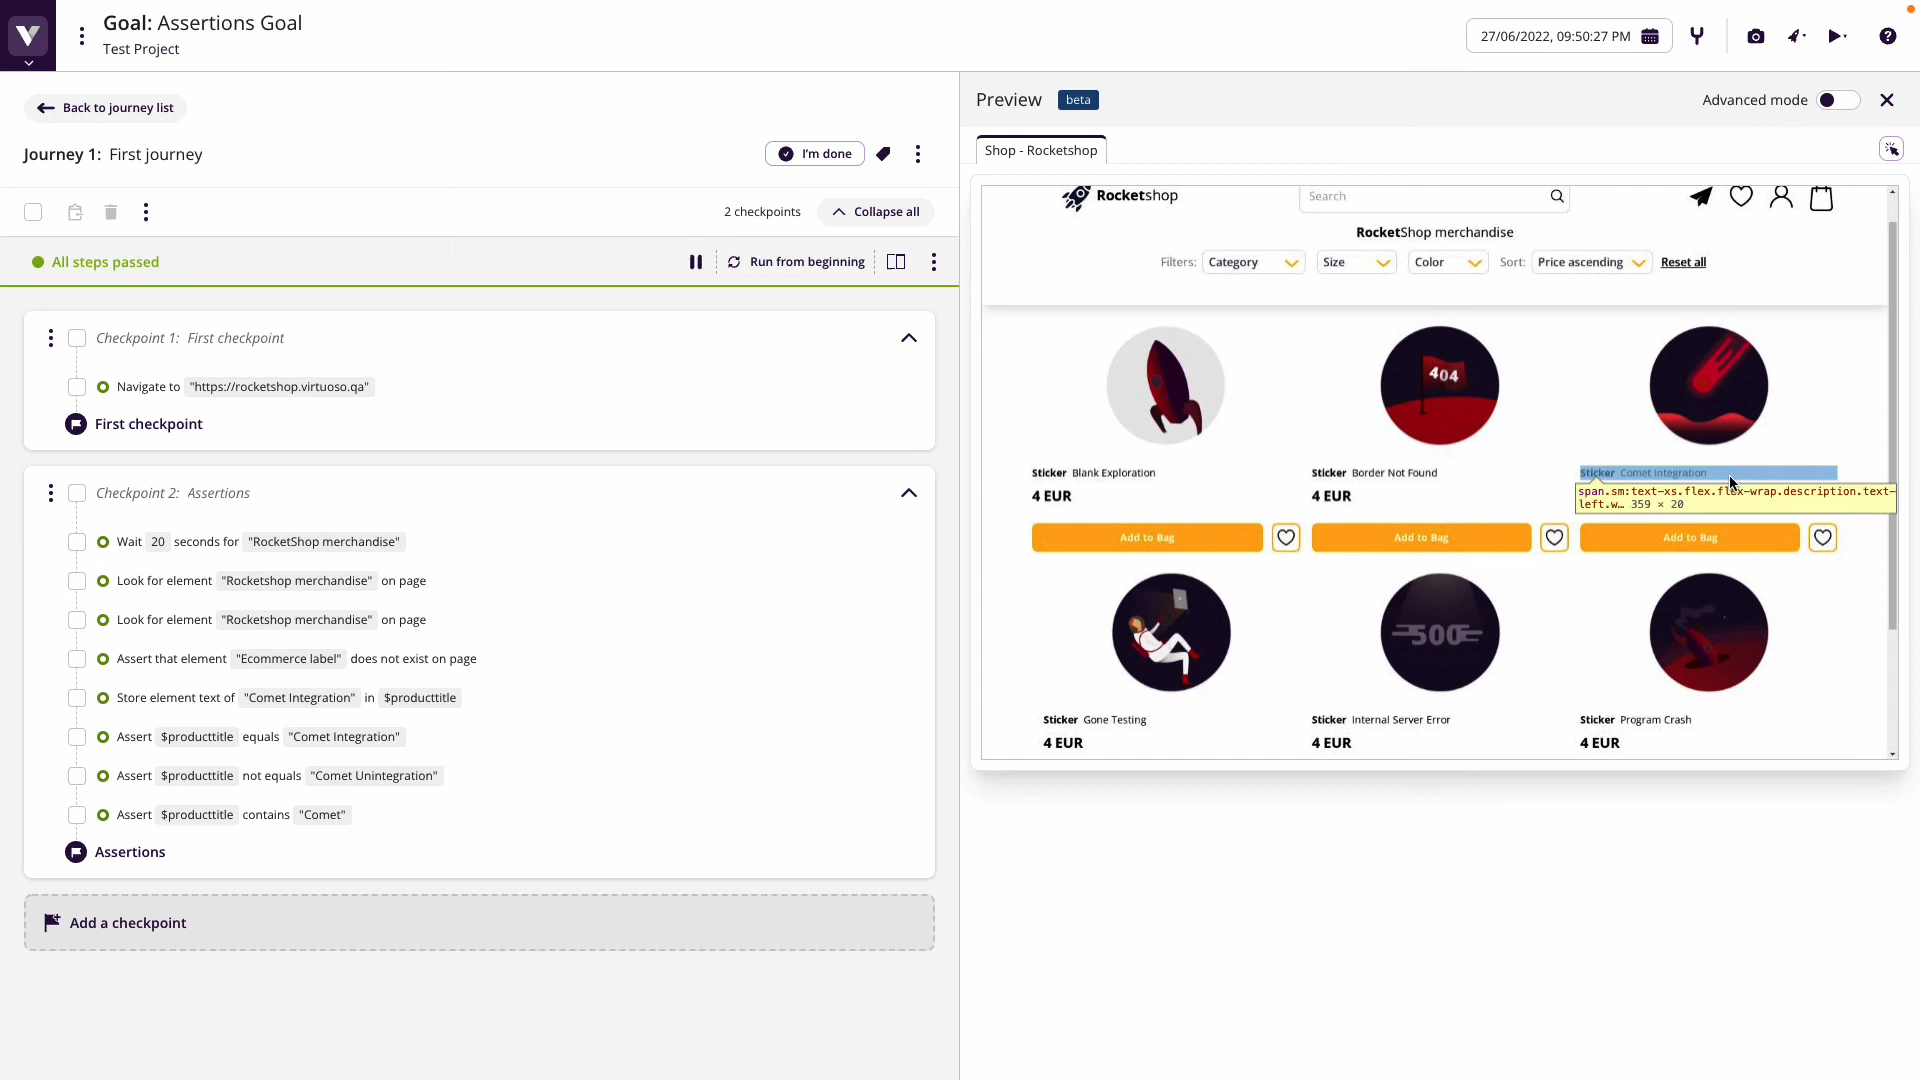 Goal: Assertions Goal
Test Project
27/06/2022, 09:50:27 PM
Back to journey list
Journey 1: First journey
I'm done
2 checkpoints
Collapse all
All steps passed
Run from beginning
Checkpoint 1: First checkpoint
Navigate to "https://rocketshop.virtuoso.qa"
First checkpoint
Checkpoint 2: Assertions
Wait 20 seconds for "RocketShop merchandise"
Look for element "Rocketshop merchandise" on page
Look for element "Rocketshop merchandise" on page
Assert that element "Ecommerce label" does not exist on page
Store element text of "Comet Integration" in $producttitle
Assert $producttitle equals "Comet Integration"
Assert $producttitle not equals "Comet Unintegration"
Assert $producttitle contains "Comet"
Assertions
Add a checkpoint
Preview beta
Advanced mode
Shop - Rocketshop
Rocketshop
Search
RocketShop merchandise
Filters: Category Size Color Sort: Price ascending Reset all
404
Sticker Blank Exploration
4 EUR
Add to Bag
Sticker Border Not Found
4 EUR
Add to Bag
Sticker Comet Integration
span.sm:text-xs.flex.flex-wrap.description.text-
left.w… 359 × 20
Add to Bag
500
Sticker Gone Testing
4 EUR
Sticker Internal Server Error
4 EUR
Sticker Program Crash
4 EUR